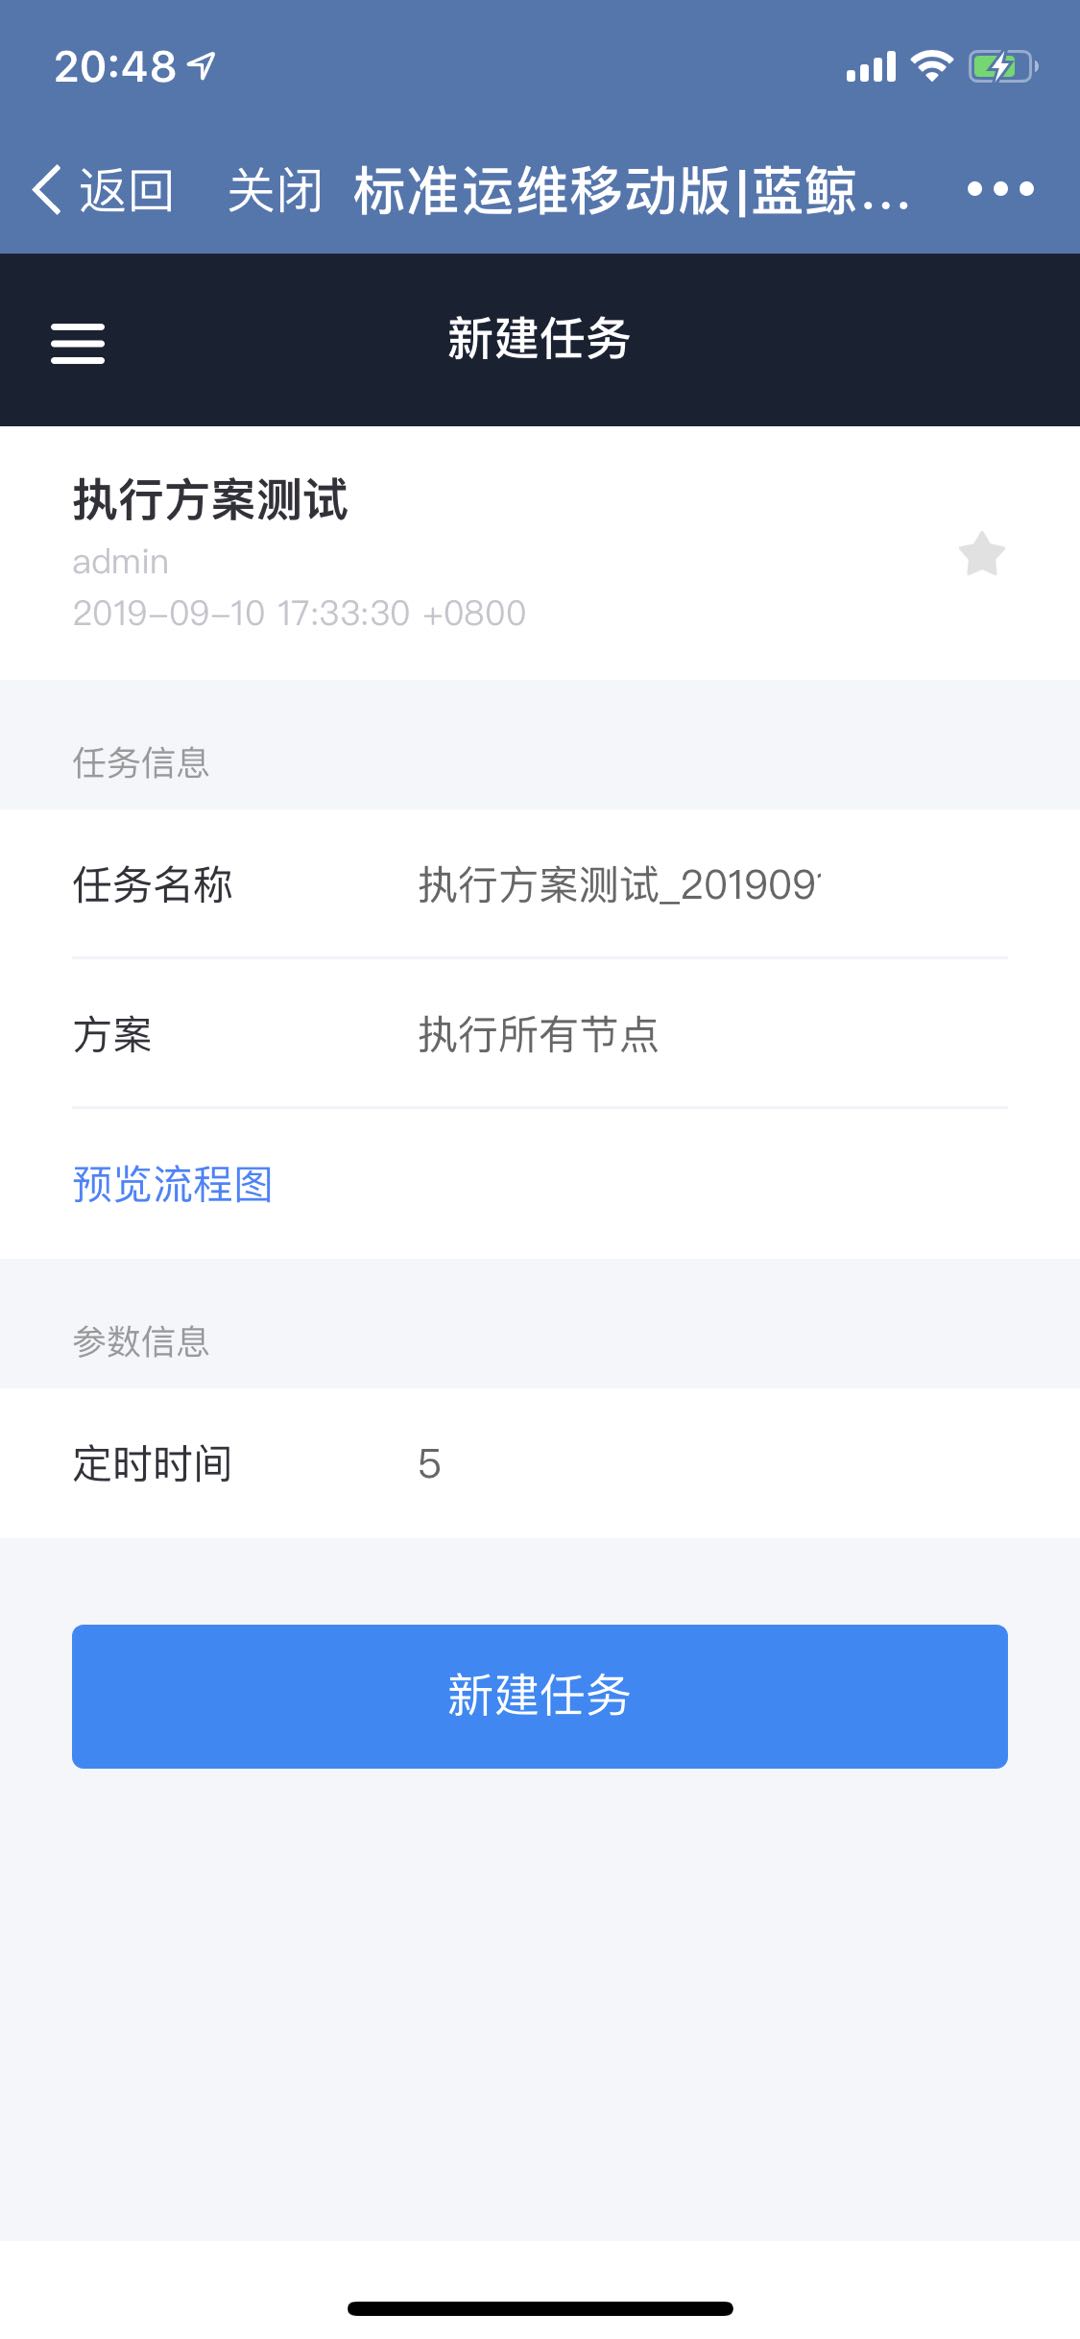 20:48
返回 关闭 标准运维移动版|蓝鲸...
新建任务
执行方案测试
admin
2019-09-10 17:33:30 +0800
任务信息
任务名称 执行方案测试_201909
方案 执行所有节点
预览流程图
参数信息
定时时间 5
新建任务